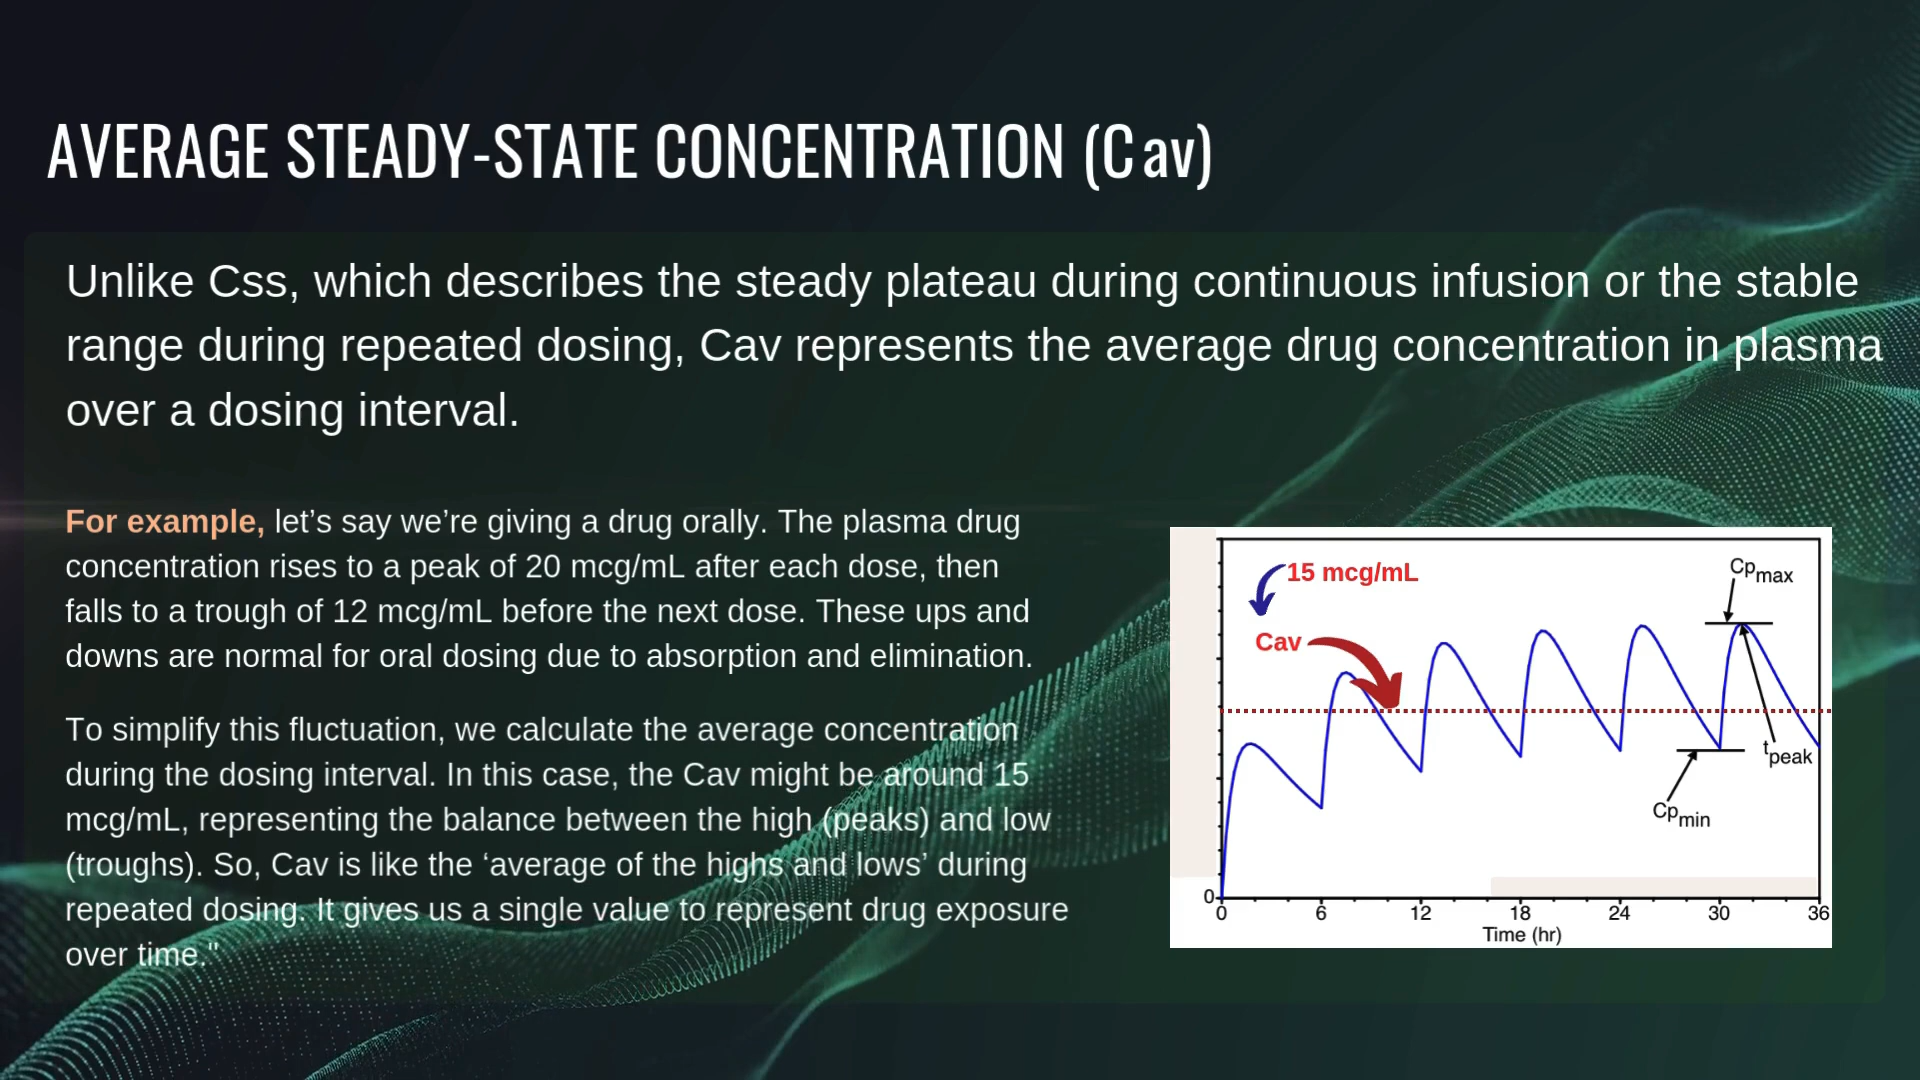 AVERAGE STEADY-STATE CONCENTRATION (C av)
Unlike Css, which describes the steady plateau during continuous infusion or the stable
range during repeated dosing, Cav represents the average drug concentration in plasma
over a dosing interval.
For example, let’s say we’re giving a drug orally. The plasma drug
concentration rises to a peak of 20 mcg/mL after each dose, then
falls to a trough of 12 mcg/mL before the next dose. These ups and
downs are normal for oral dosing due to absorption and elimination.
To simplify this fluctuation, we calculate the average concentration
during the dosing interval. In this case, the Cav might be around 15
mcg/mL, representing the balance between the high (peaks) and low
(troughs). So, Cav is like the ‘average of the highs and lows’ during
repeated dosing. It gives us a single value to represent drug exposure
over time."
15 mcg/mL
Cav
Cpmax
tpeak
Cpmin
0
0 6 12 18 24 30 36
Time (hr)